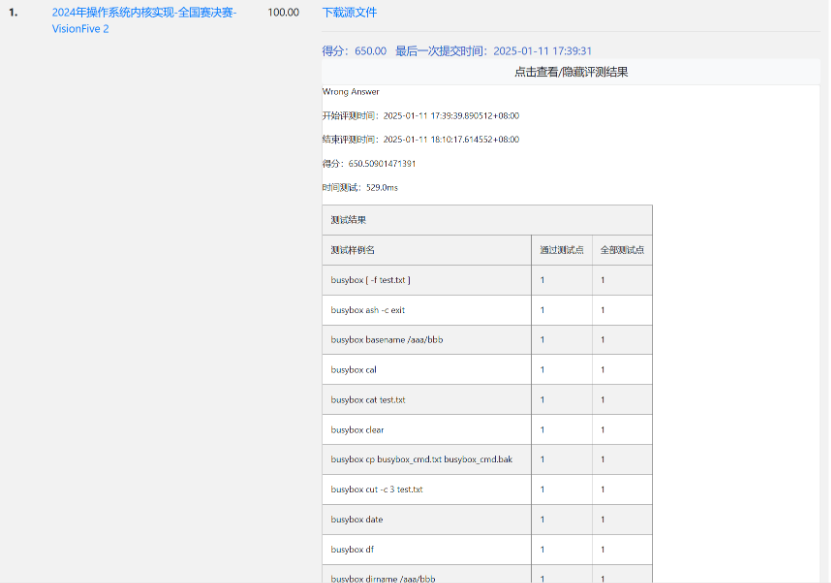 1. 2024年操作系统内核实现-全国赛决赛- 100.00 下载源文件
VisionFive 2
得分：650.00 最后一次提交时间：2025-01-11 17:39:31
点击查看/隐藏评测结果
Wrong Answer
开始评测时间：2025-01-11 17:39:39.890512+08:00
结束评测时间：2025-01-11 18:10:17.614552+08:00
得分：650.50901471391
时间测试：529.0ms
测试结果
测试样例名 通过测试点 全部测试点
busybox [ -f test.txt ] 1 1
busybox ash -c exit 1 1
busybox basename /aaa/bbb 1 1
busybox cal 1 1
busybox cat test.txt 1 1
busybox clear 1 1
busybox cp busybox_cmd.txt busybox_cmd.bak 1 1
busybox cut -c 3 test.txt 1 1
busybox date 1 1
busybox df 1 1
busybox dirname /aaa/bbb 1 1